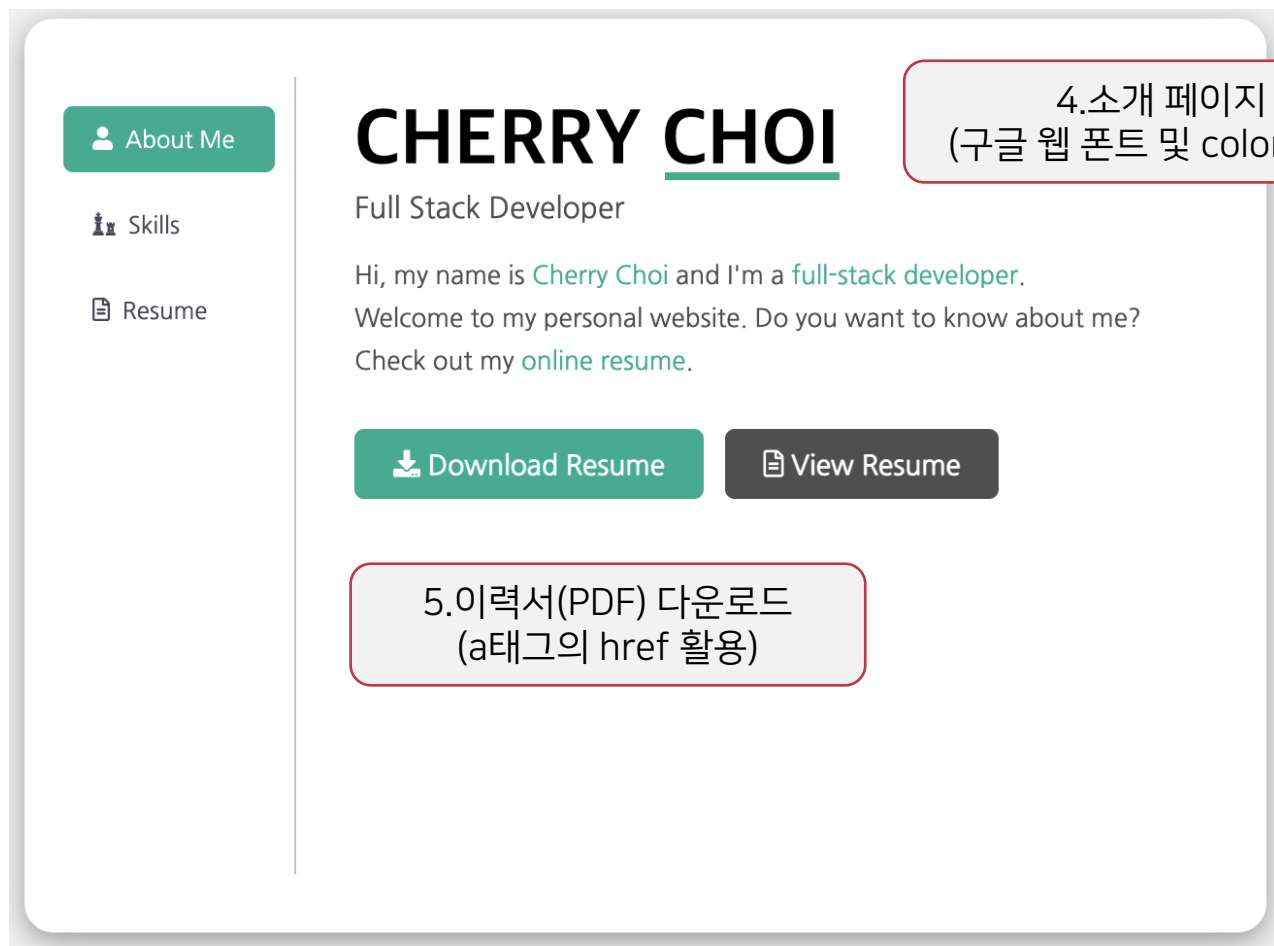 About Me
Skills
Resume
CHERRY CHOI
Full Stack Developer
Hi, my name is Cherry Choi and I'm a full-stack developer.
Welcome to my personal website. Do you want to know about me?
Check out my online resume.
Download Resume
View Resume
4.소개 페이지
(구글 웹 폰트 및
5.이력서(PDF) 다운로드
(a태그의 href 활용)